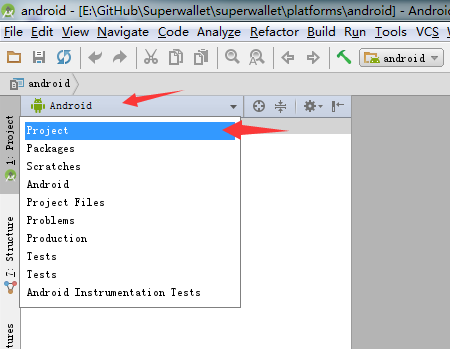 android - [E:\GitHub\Superwallet\superwallet\platforms\android] - Androi
File Edit View Navigate Code Analyze Refactor Build Run Tools VCS
android
android
1: Project
Android
Project
Packages
Scratches
Android
Project Files
Problems
Production
Tests
Tests
Android Instrumentation Tests
7: Structure
tures